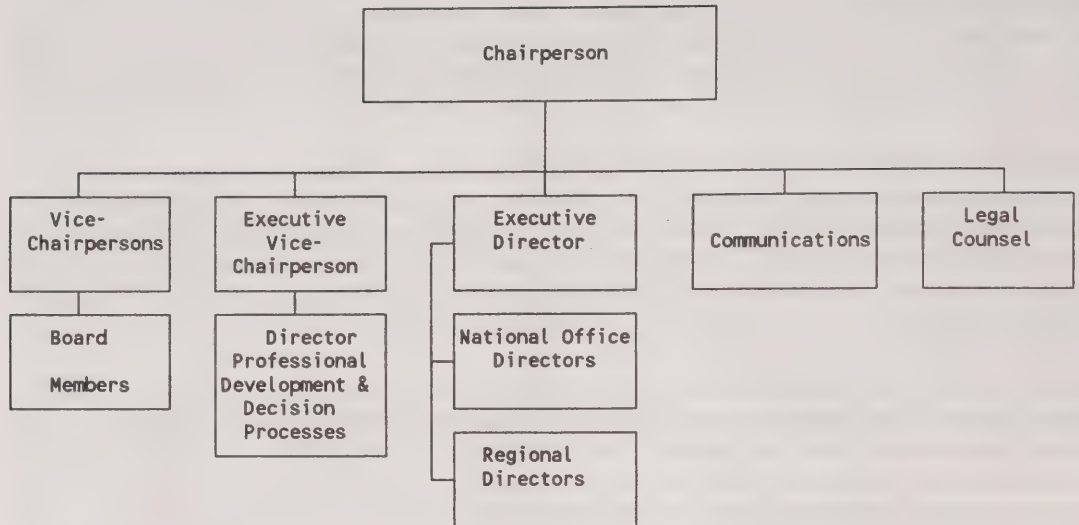 Chairperson
Vice-
Chairpersons
Executive
Vice-
Chairperson
Executive
Director
Communications
Legal
Counsel
Board
Members
Director
Professional
Development &
Decision
Processes
National Office
Directors
Regional
Directors